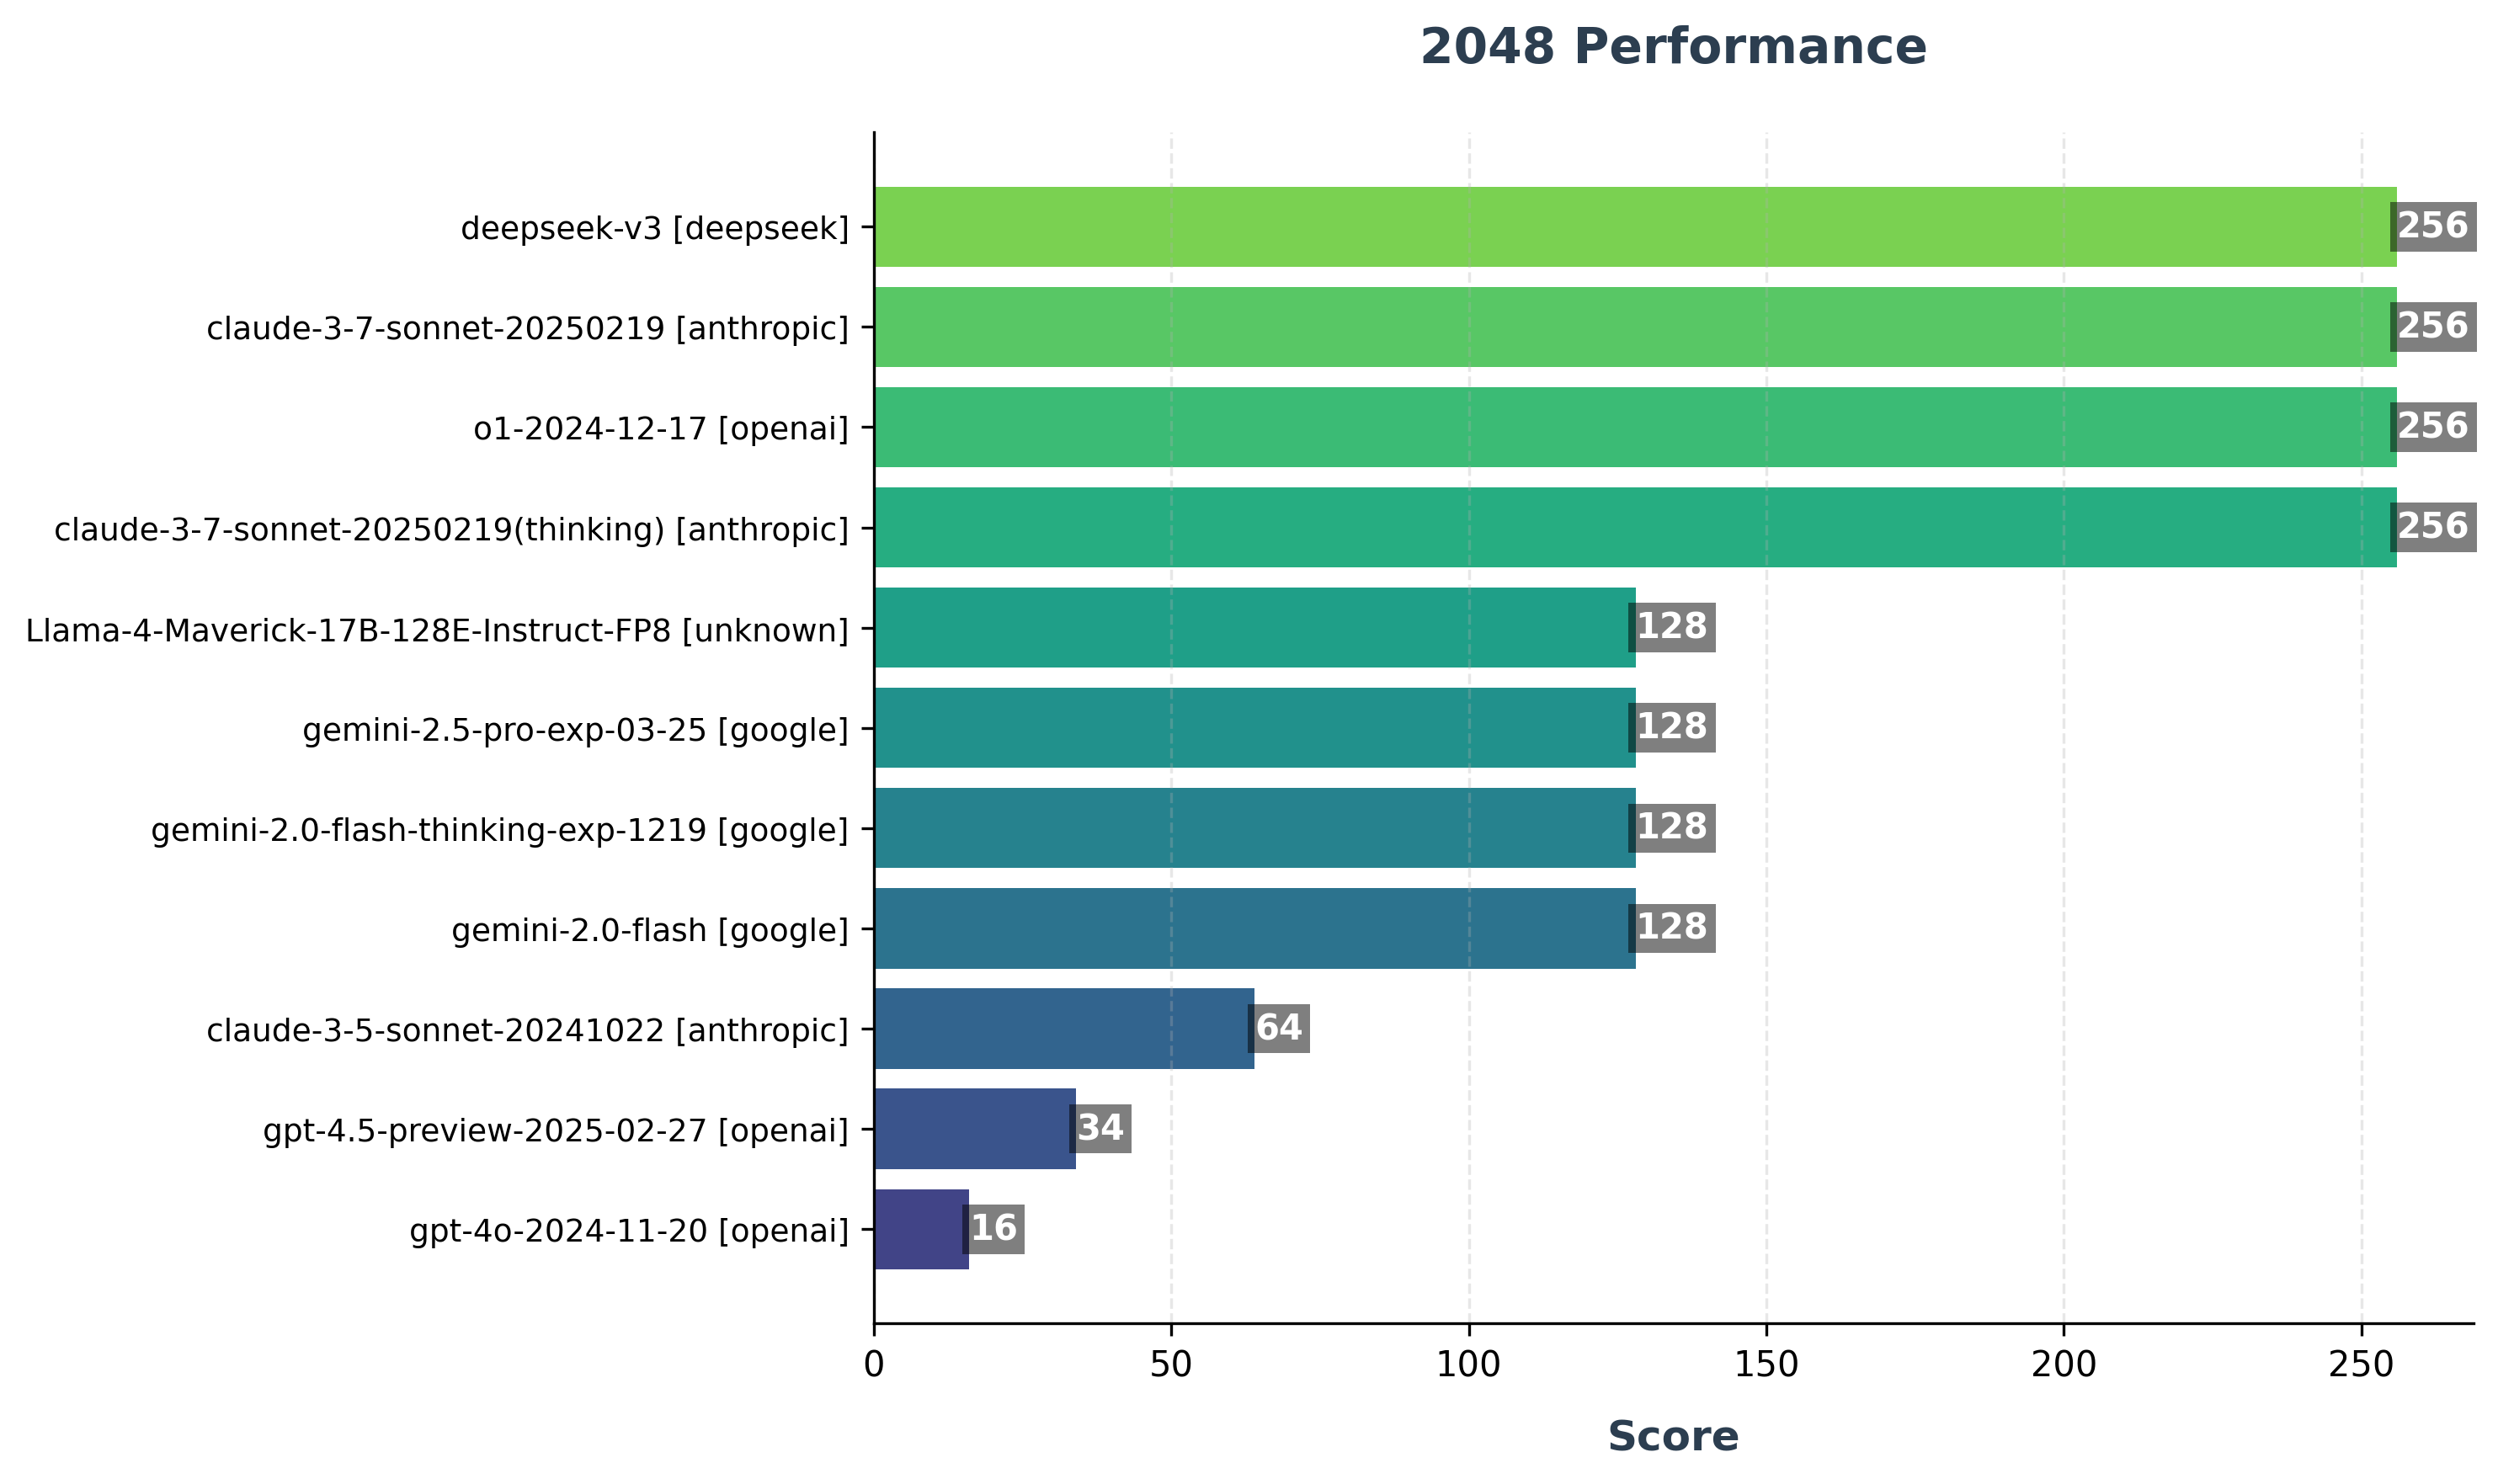 2048 Performance
deepseek-v3 [deepseek]
256
claude-3-7-sonnet-20250219 [anthropic]
256
o1-2024-12-17 [openai]
256
claude-3-7-sonnet-20250219(thinking) [anthropic]
256
Llama-4-Maverick-17B-128E-Instruct-FP8 [unknown]
128
gemini-2.5-pro-exp-03-25 [google]
128
gemini-2.0-flash-thinking-exp-1219 [google]
128
gemini-2.0-flash [google]
128
claude-3-5-sonnet-20241022 [anthropic]
64
gpt-4.5-preview-2025-02-27 [openai]
34
gpt-4o-2024-11-20 [openai]
16
0 50 100 150 200 250
Score